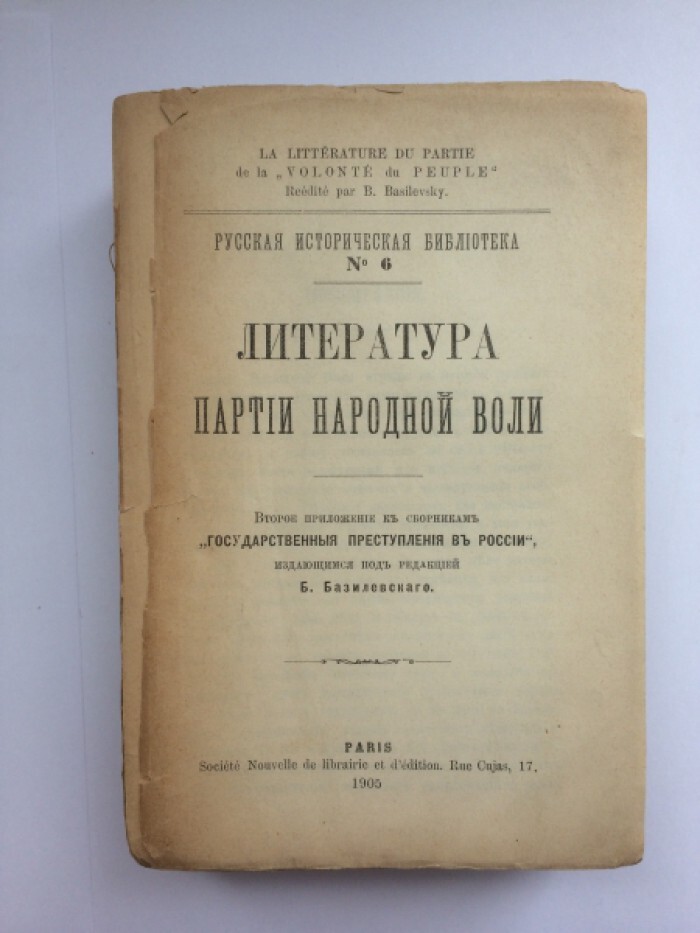 LA LITTÉRATURE DU PARTIE
de la „VOLONTÉ du PEUPLE“
Reédité par B. Basilevsky.
РУССКАЯ ИСТОРИЧЕСКАЯ БИБЛІОТЕКА
№ 6
ЛИТЕРАТУРА
ПАРТІИ НАРОДНОЙ ВОЛИ
Второе приложеніе къ сборникамъ
„ГОСУДАРСТВЕННЫЯ ПРЕСТУПЛЕНІЯ ВЪ РОССІИ“,
издающимся подъ редакціей
Б. Базилевскаго.
PARIS
Société Nouvelle de librairie et d'édition. Rue Cujas, 17.
1905